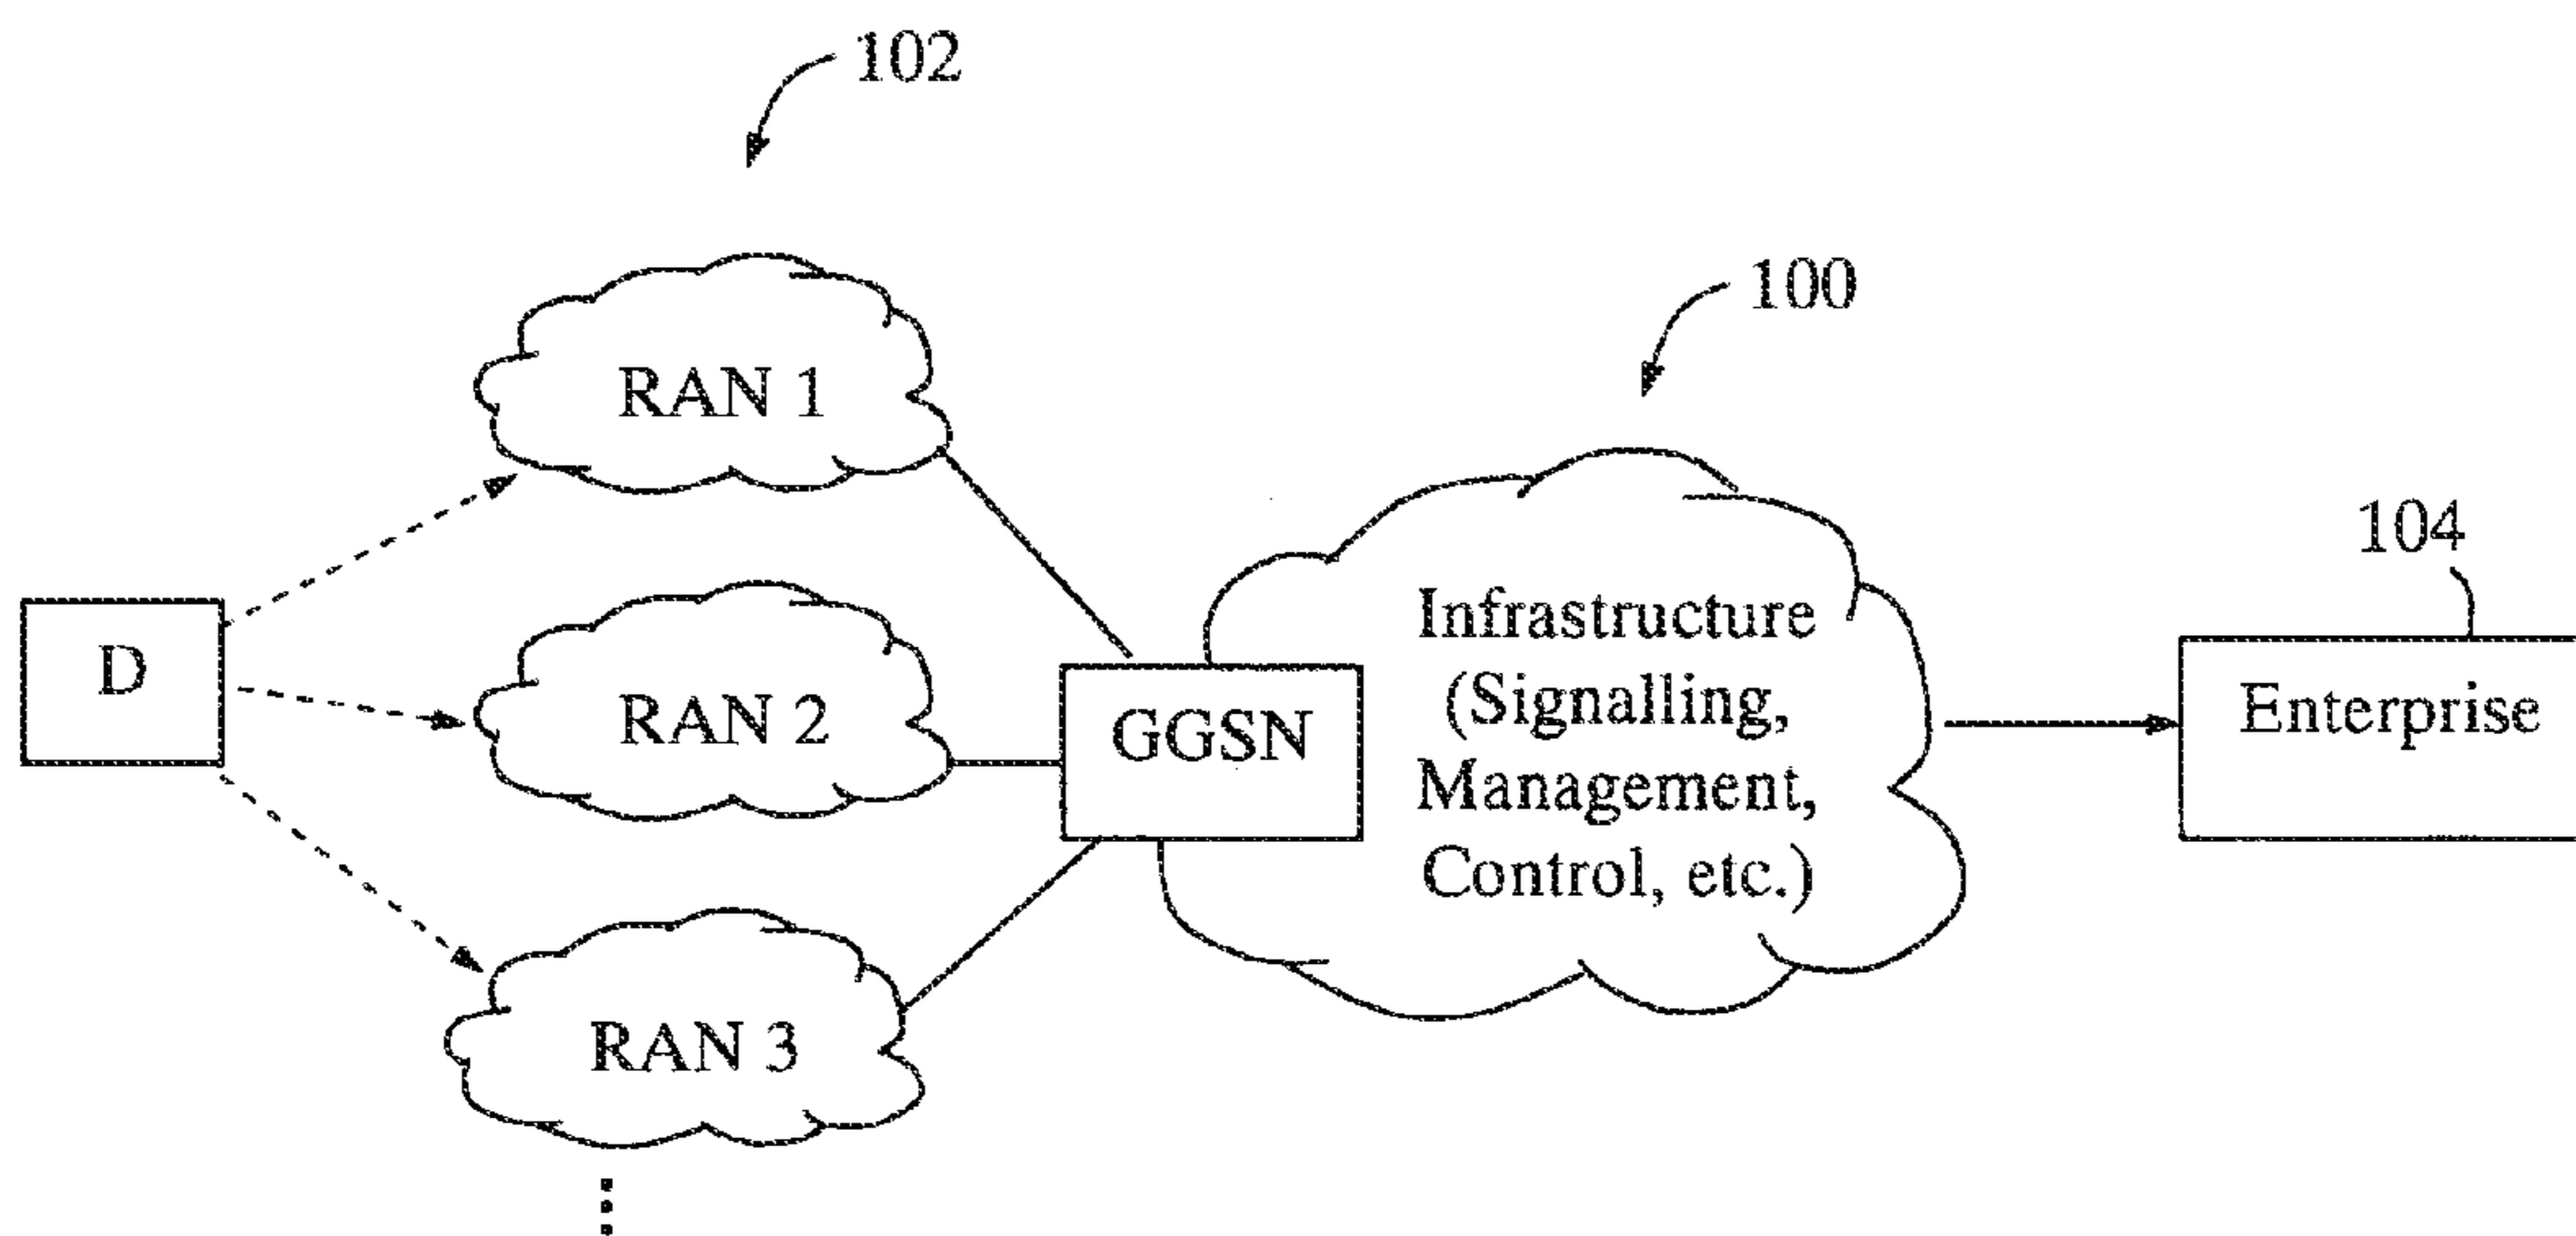 102
100
RAN 1
104
Infrastructure
(Signalling,
Management,
Control, etc.)
D
RAN 2
GGSN
Enterprise
RAN 3